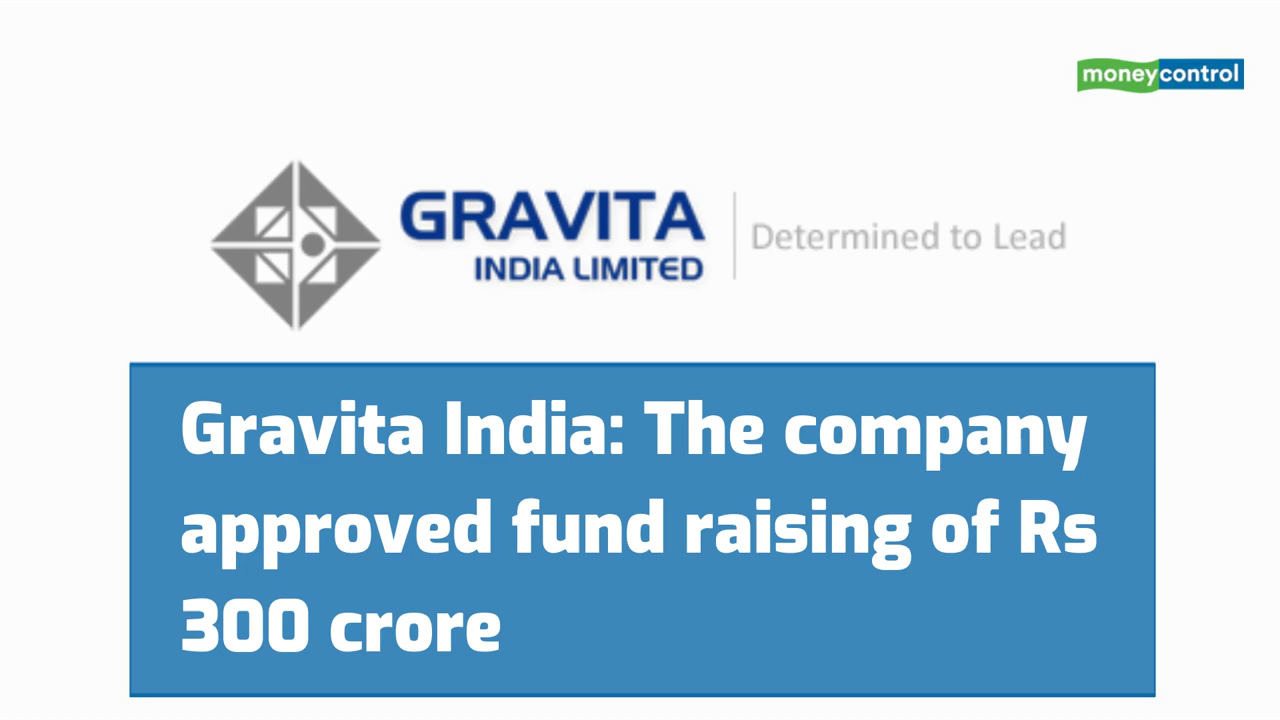 moneycontrol
GRAVITA
INDIA LIMITED
Determined to Lead
Gravita India: The company
approved fund raising of Rs
300 crore